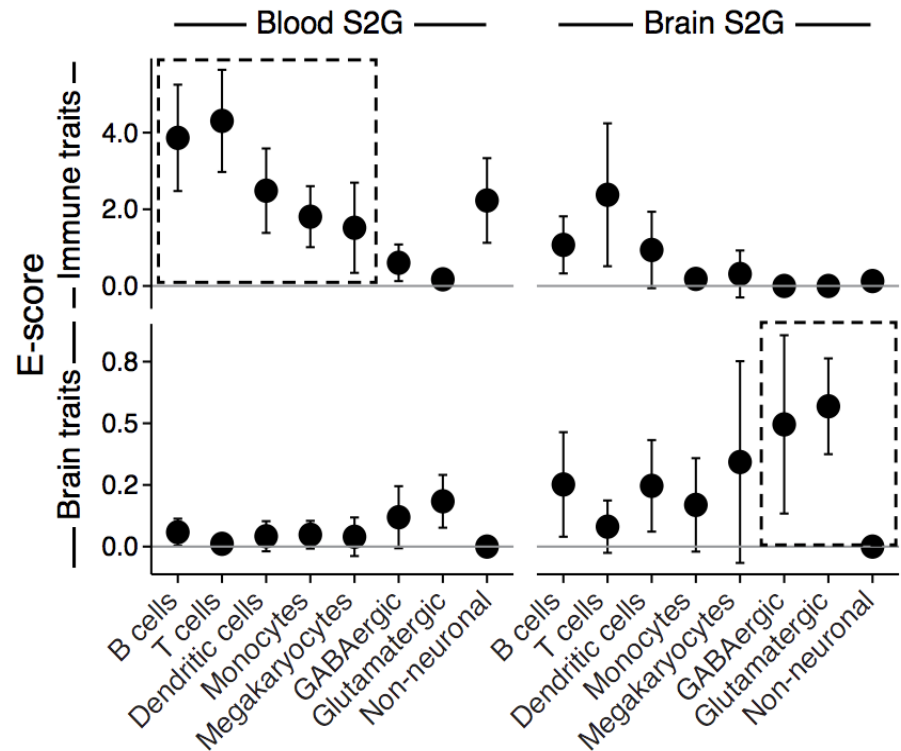 Blood S2G
Brain S2G
E-score
Immune traits
4.0
2.0
0.0
Brain traits
0.8
0.5
0.2
0.0
B cells
T cells
Dendritic cells
Monocytes
Megakaryocytes
GABAergic
Glutamatergic
Non-neuronal
B cells
T cells
Dendritic cells
Monocytes
Megakaryocytes
GABAergic
Glutamatergic
Non-neuronal